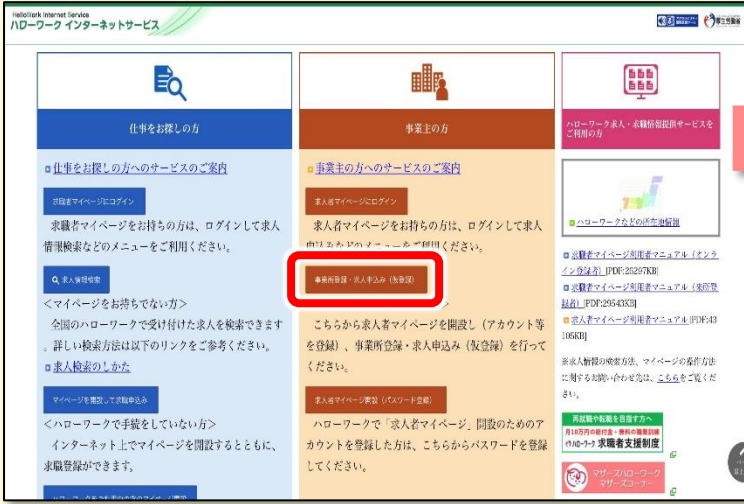 HelloWork Internet Service
ハローワーク インターネットサービス
厚生労働省
仕事をお探しの方
仕事をお探しの方へのサービスのご案内
求職者マイページにログイン
求職者マイページをお持ちの方は、ログインして求人
情報検索などのメニューをご利用ください。
求人情報検索
＜マイページをお持ちでない方＞
全国のハローワークで受け付けた求人を検索できます
。詳しい検索方法は以下のリンクをご参考ください。
求人検索のしかた
マイページを開設して求職申込み
＜ハローワークで手続をしていない方＞
インターネット上でマイページを開設するとともに、
求職登録ができます。
事業主の方
事業主の方へのサービスのご案内
求人者マイページにログイン
求人者マイページをお持ちの方は、ログインして求人
申込みなどのメニューをご利用ください。
事業所登録・求人申込み（仮登録）
＞
こちらから求人者マイページを開設し（アカウント等
を登録）、事業所登録・求人申込み（仮登録）を行って
ください。
求人者マイページ開設（パスワード登録）
ハローワークで「求人者マイページ」開設のためのア
カウントを登録した方は、こちらからパスワードを登録
してください。
ハローワーク求人・求職情報提供サービスを
ご利用の方
ハローワークなどの所在地情報
求職者マイページ利用者マニュアル（オンラ
イン登録者）[PDF:25297KB]
求職者マイページ利用者マニュアル（来所登
録者）[PDF:29543KB]
求人者マイページ利用者マニュアル[PDF:43
105KB]
※求人情報の検索方法、マイページの操作方法
に関するお問い合わせ先は、こちらをご覧くだ
さい。
再就職や転職を目指す方へ
月10万円の給付金・無料の職業訓練
ハローワーク 求職者支援制度
マザーズハローワーク
マザーズコーナー